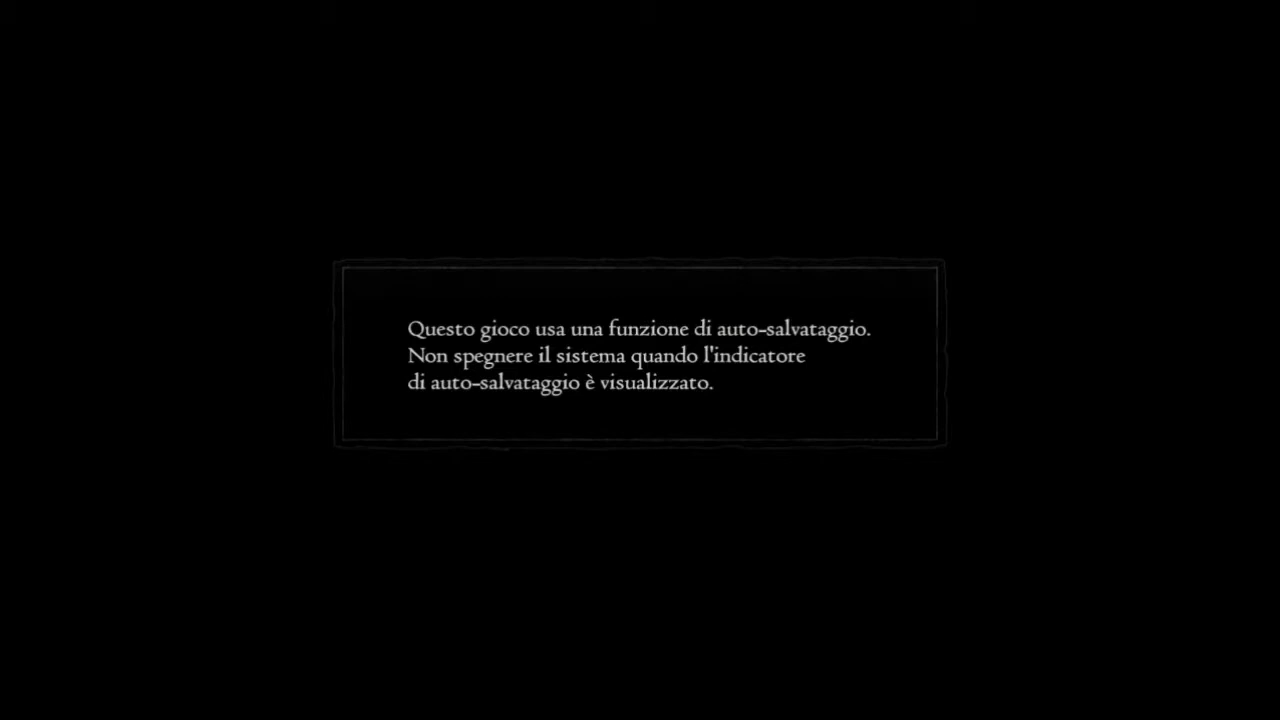 Questo gioco usa una funzione di auto-salvataggio.
Non spegnere il sistema quando l'indicatore
di auto-salvataggio è visualizzato.